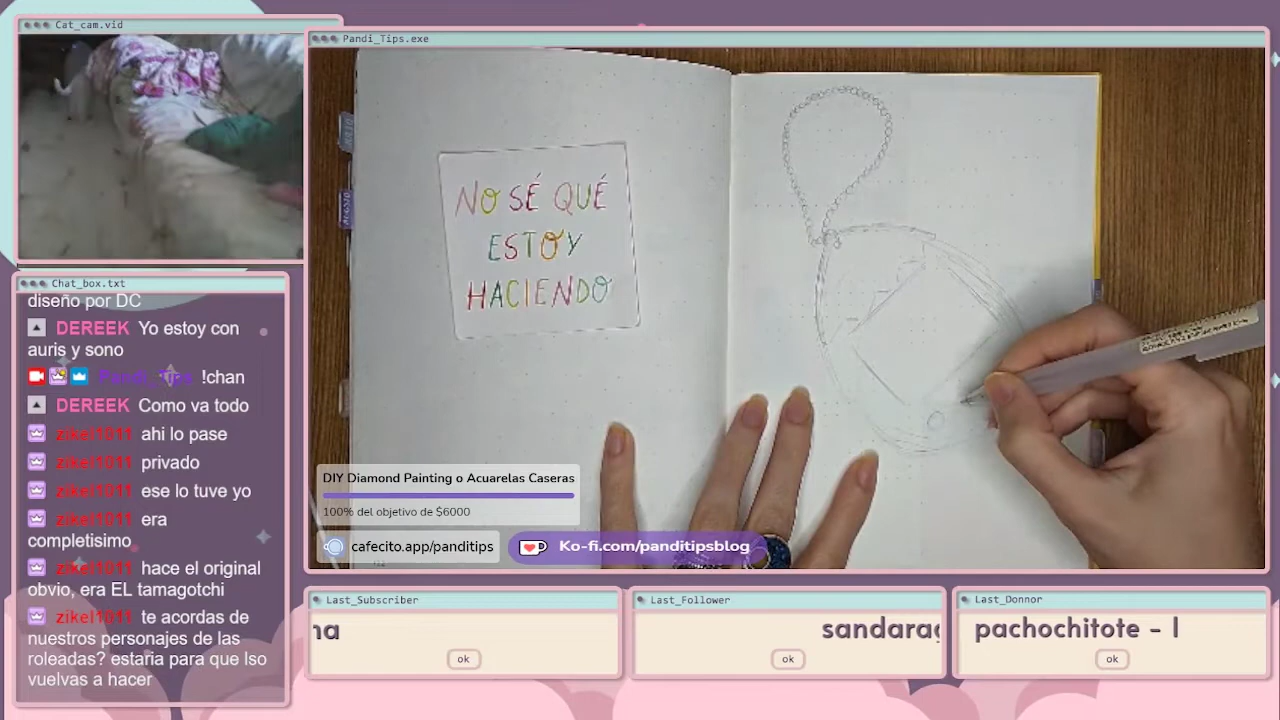 Cat_cam.vid
Pandi_Tips.exe
NO SÉ QUÉ
ESTOY
HACIENDO
DIY Diamond Painting o Acuarelas Caseras
100% del objetivo de $6000
cafecito.app/panditips
Ko-fi.com/panditipsblog
Chat_box.txt
diseño por DC
DEREEK Yo estoy con
auris y sono
Pandi_Tips !chan
DEREEK Como va todo
zikel1011 ahi lo pase
zikel1011 privado
zikel1011 ese lo tuve yo
zikel1011 era
completisimo
zikel1011 hace el original
obvio, era EL tamagotchi
zikel1011 te acordas de
nuestros personajes de las
roleadas? estaria para que lso
vuelvas a hacer
Last_Subscriber
na
ok
Last_Follower
sandarag
ok
Last_Donnor
pachochitote - 1
ok